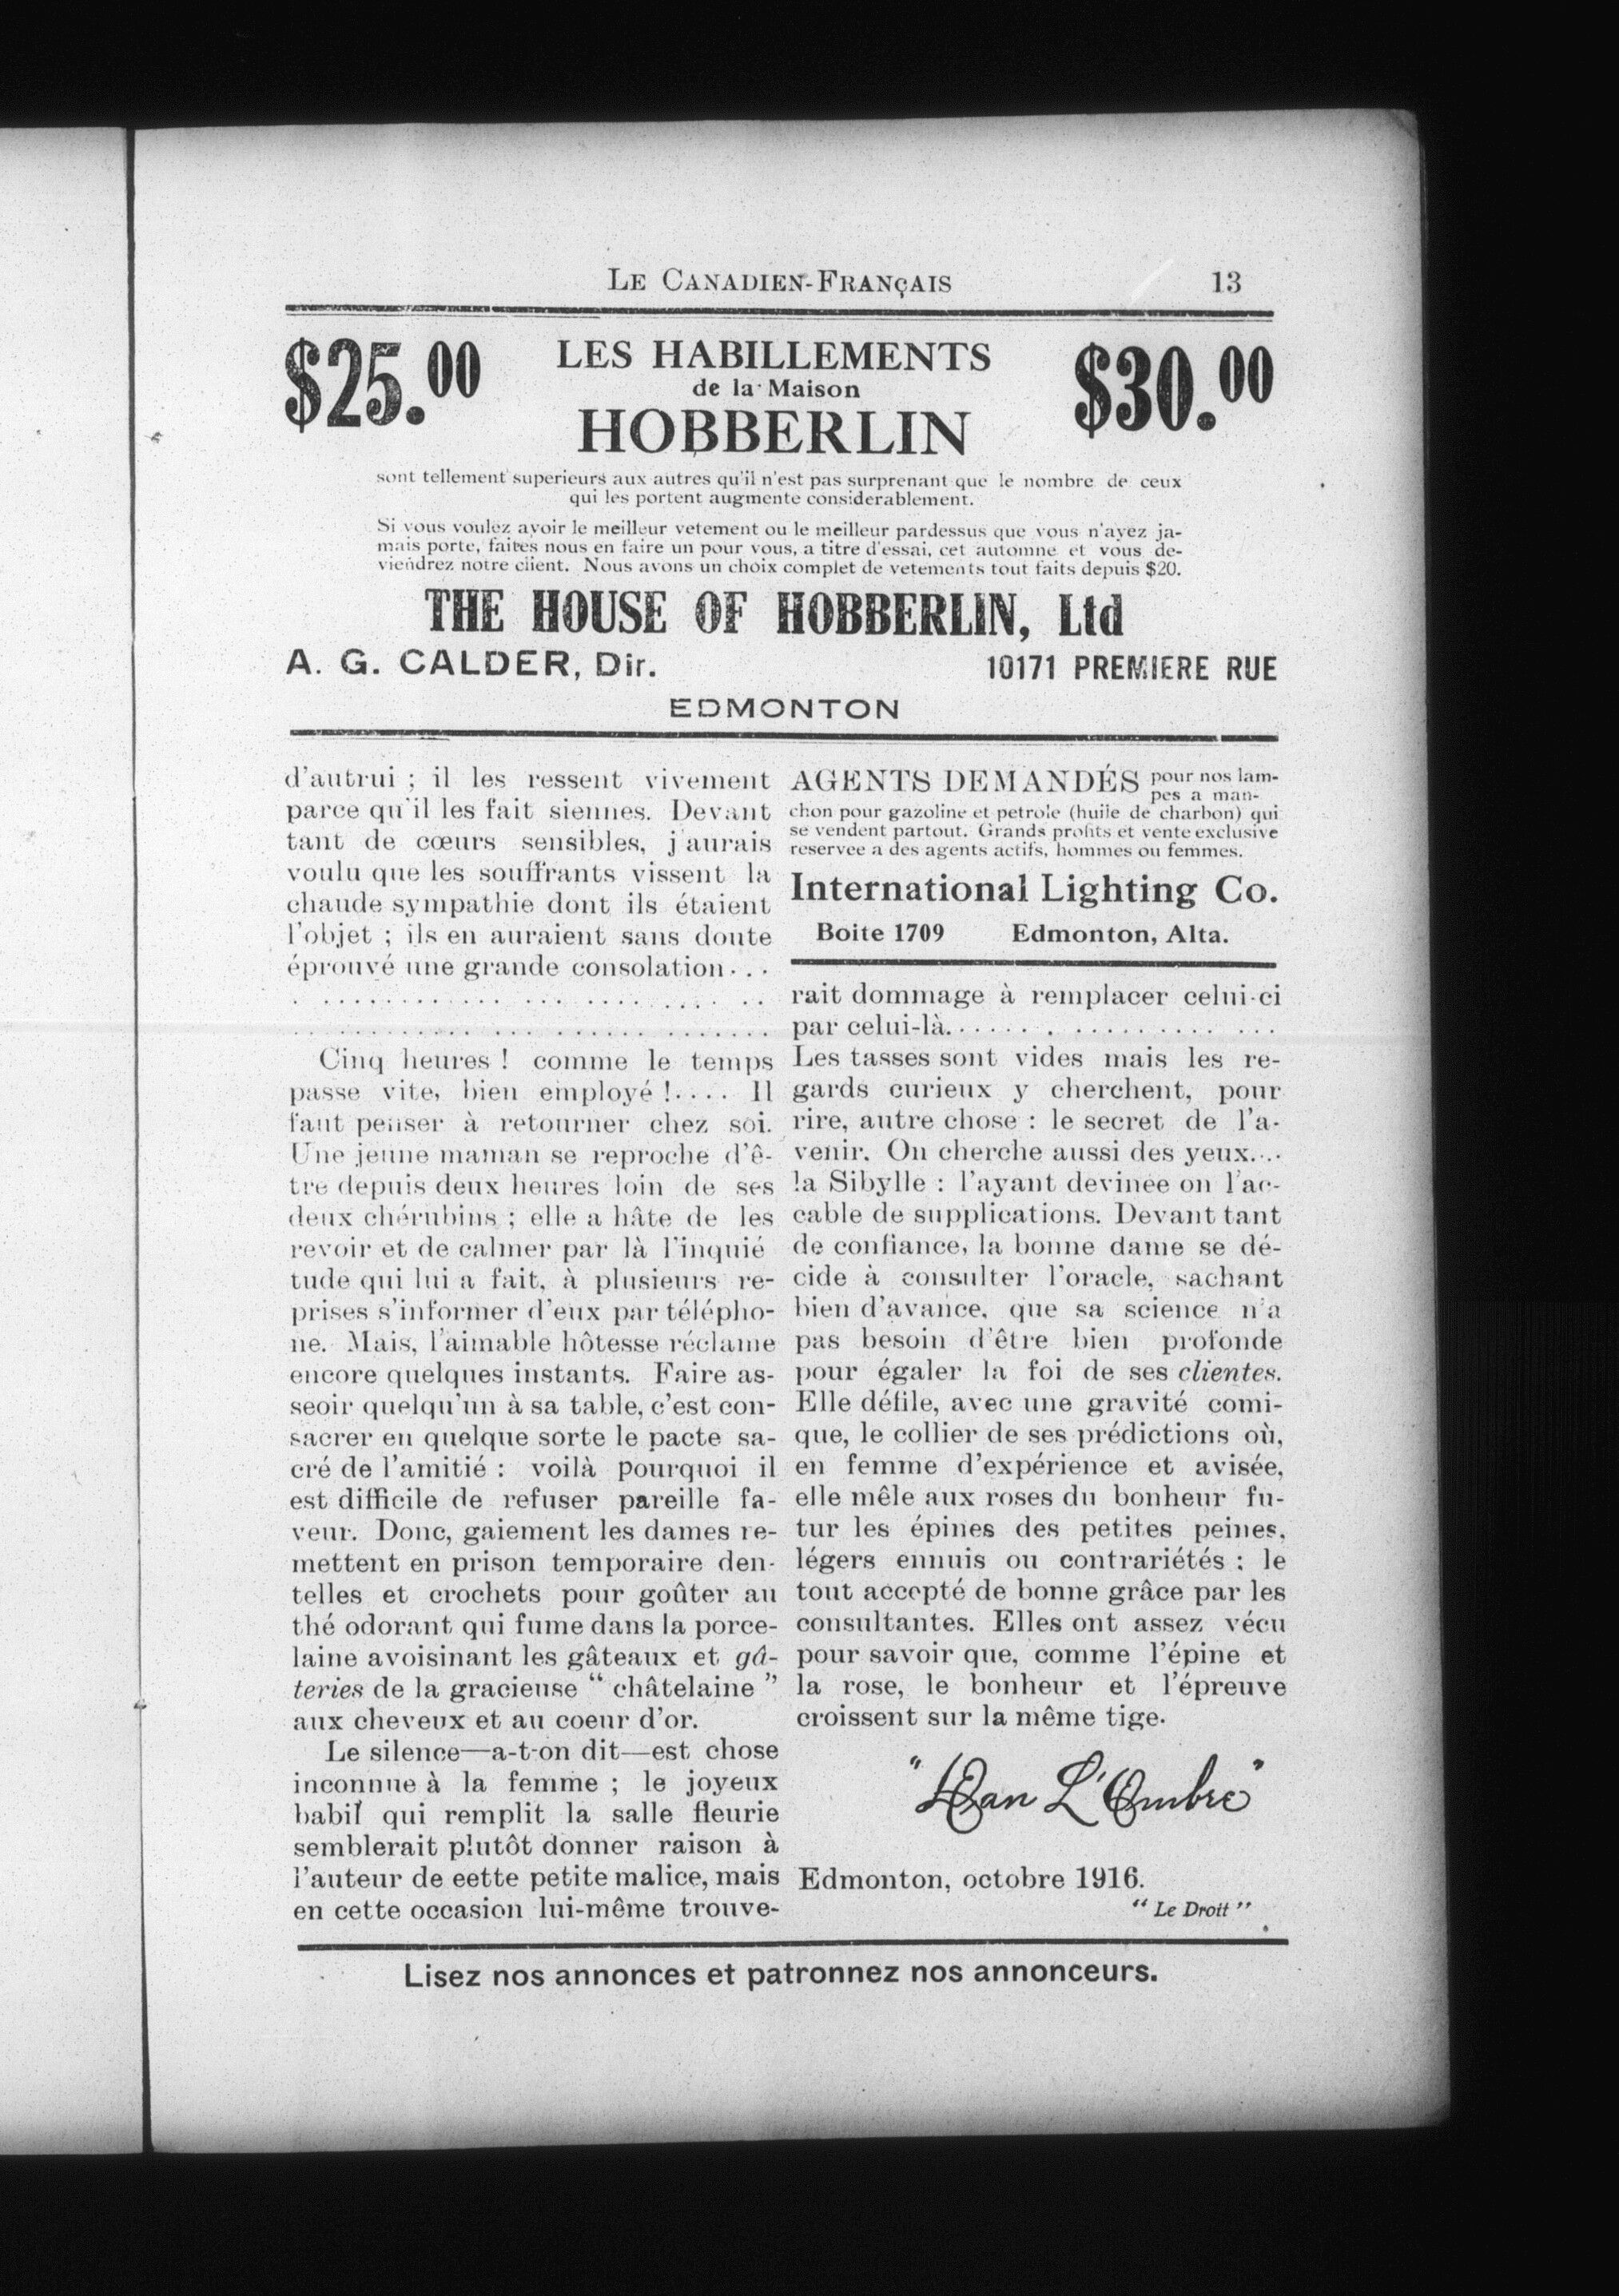 LE CANADIEN-FRANÇAIS 13
$25.00
LES HABILLEMENTS
de la Maison
HOBBERLIN
$30.00
sont tellement superieurs aux autres qu'il n'est pas surprenant que le nombre de ceux
qui les portent augmente considerablement.
Si vous voulez avoir le meilleur vetement ou le meilleur pardessus que vous n'ayez ja-
mais porte, faites nous en faire un pour vous, a titre d'essai, cet automne et vous de-
viendrez notre client. Nous avons un choix complet de vetements tout faits depuis $20.
THE HOUSE OF HOBBERLIN, Ltd
A. G. CALDER, Dir. 10171 PREMIERE RUE
EDMONTON
d'autrui ; il les ressent vivement
parce qu'il les fait siennes. Devant
tant de cœurs sensibles, j'aurais
voulu que les souffrants vissent la
chaude sympathie dont ils étaient
l'objet ; ils en auraient sans doute
éprouvé une grande consolation...
. . . . . . . . . . . . . . . . . . . . . . . .
. . . . . . . . . . . . . . . . . . . . . . . .
Cinq heures ! comme le temps
passe vite, bien employé !.... Il
faut penser à retourner chez soi.
Une jeune maman se reproche d'ê-
tre depuis deux heures loin de ses
deux chérubins ; elle a hâte de les
revoir et de calmer par là l'inquié
tude qui lui a fait, à plusieurs re-
prises s'informer d'eux par télépho-
ne. Mais, l'aimable hôtesse réclame
encore quelques instants. Faire as-
seoir quelqu'un à sa table, c'est con-
sacrer en quelque sorte le pacte sa-
cré de l'amitié : voilà pourquoi il
est difficile de refuser pareille fa-
veur. Donc, gaiement les dames re-
mettent en prison temporaire den-
telles et crochets pour goûter au
thé odorant qui fume dans la porce-
laine avoisinant les gâteaux et gâ-
teries de la gracieuse “ châtelaine ”
aux cheveux et au coeur d'or.
Le silence—a-t-on dit—est chose
inconnue à la femme ; le joyeux
babil qui remplit la salle fleurie
semblerait plutôt donner raison à
l'auteur de eette petite malice, mais
en cette occasion lui-même trouve-
AGENTS DEMANDÉS pour nos lam-
pes a man-
chon pour gazoline et petrole (huile de charbon) qui
se vendent partout. Grands profits et vente exclusive
reservee a des agents actifs, hommes ou femmes.
International Lighting Co.
Boite 1709 Edmonton, Alta.
rait dommage à remplacer celui-ci
par celui-là. . . . . . . . . . . . . . . . . . .
Les tasses sont vides mais les re-
gards curieux y cherchent, pour
rire, autre chose : le secret de l'a-
venir. On cherche aussi des yeux....
la Sibylle : l'ayant devinée on l'ac-
cable de supplications. Devant tant
de confiance, la bonne dame se dé-
cide à consulter l'oracle, sachant
bien d'avance, que sa science n'a
pas besoin d'être bien profonde
pour égaler la foi de ses clientes.
Elle défile, avec une gravité comi-
que, le collier de ses prédictions où,
en femme d'expérience et avisée,
elle mêle aux roses du bonheur fu-
tur les épines des petites peines,
légers ennuis ou contrariétés : le
tout accepté de bonne grâce par les
consultantes. Elles ont assez vécu
pour savoir que, comme l'épine et
la rose, le bonheur et l'épreuve
croissent sur la même tige.
"Dan L'Ombre"
Edmonton, octobre 1916.
“ Le Droit ”
Lisez nos annonces et patronnez nos annonceurs.